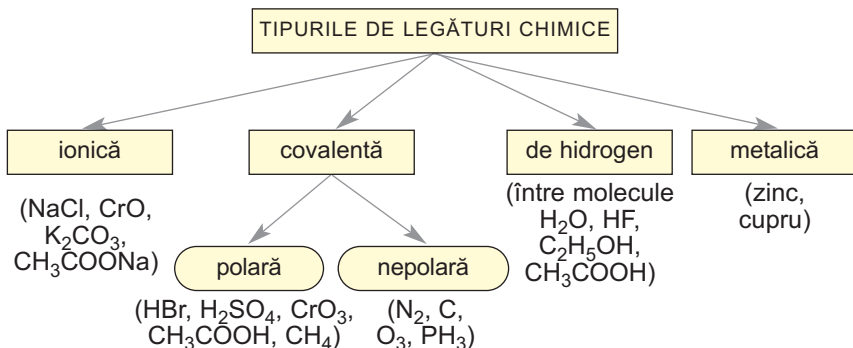 TIPURILE DE LEGĂTURI CHIMICE
ionică
(NaCl, CrO,
K₂CO₃,
CH₃COONa)
covalentă
polară
(HBr, H₂SO₄, CrO₃,
CH₃COOH, CH₄)
nepolară
(N₂, C,
O₃, PH₃)
de hidrogen
(între molecule
H₂O, HF,
C₂H₅OH,
CH₃COOH)
metalică
(zinc,
cupru)